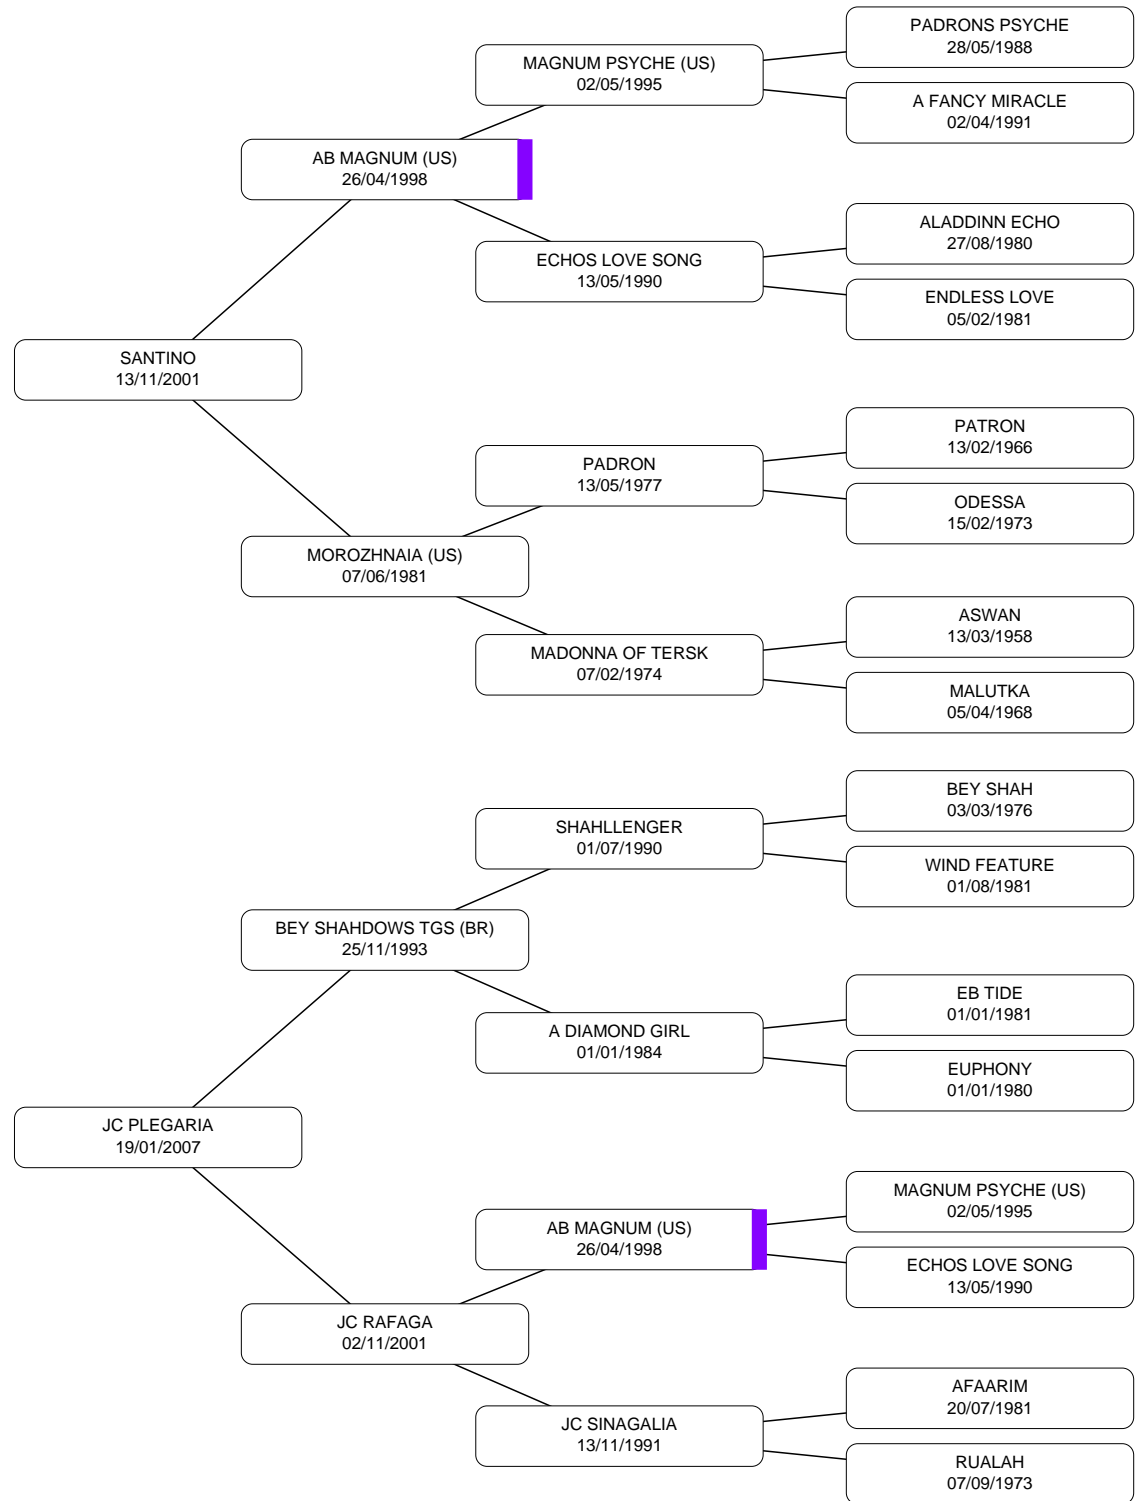 PADRONS PSYCHE
28/05/1988
MAGNUM PSYCHE (US)
02/05/1995
A FANCY MIRACLE
02/04/1991
AB MAGNUM (US)
26/04/1998
ALADDINN ECHO
27/08/1980
ECHOS LOVE SONG
13/05/1990
ENDLESS LOVE
05/02/1981
SANTINO
13/11/2001
PATRON
13/02/1966
PADRON
13/05/1977
ODESSA
15/02/1973
MOROZHNAIA (US)
07/06/1981
ASWAN
13/03/1958
MADONNA OF TERSK
07/02/1974
MALUTKA
05/04/1968
BEY SHAH
03/03/1976
SHAHLLENGER
01/07/1990
WIND FEATURE
01/08/1981
BEY SHAHDOWS TGS (BR)
25/11/1993
EB TIDE
01/01/1981
A DIAMOND GIRL
01/01/1984
EUPHONY
01/01/1980
JC PLEGARIA
19/01/2007
MAGNUM PSYCHE (US)
02/05/1995
AB MAGNUM (US)
26/04/1998
ECHOS LOVE SONG
13/05/1990
JC RAFAGA
02/11/2001
AFAARIM
20/07/1981
JC SINAGALIA
13/11/1991
RUALAH
07/09/1973